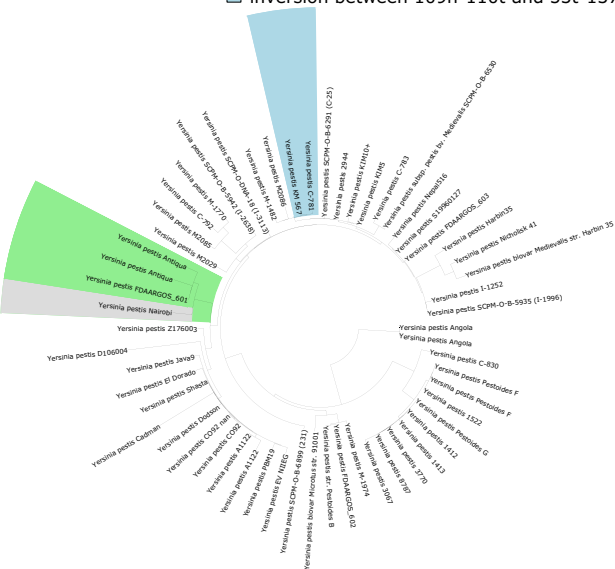 Inversion between 109n-110t and 55t-157
Yersinia pestis SCPM-O-B-6291 (C-25)
Yersinia pestis 2944
Yersinia pestis KIM10+
Yersinia pestis KIM5
Yersinia pestis C-783
Yersinia pestis subsp. pestis bv. Medievalis SCPM-O-B-6530
Yersinia pestis Nepal516
Yersinia pestis S19960127
Yersinia pestis FDAARGOS_603
Yersinia pestis Harbin35
Yersinia pestis Nicholisk 41
Yersinia pestis biovar Medievalis str. Harbin 35
Yersinia pestis I-1252
Yersinia pestis SCPM-O-B-5935 (I-1996)
Yersinia pestis Angola
Yersinia pestis Angola
Yersinia pestis C-830
Yersinia pestis Pestoides F
Yersinia pestis Pestoides F
Yersinia pestis 1522
Yersinia pestis Pestoides G
Yersinia pestis 1412
Yersinia pestis 1413
Yersinia pestis 3770
Yersinia pestis 8787
Yersinia pestis 3067
Yersinia pestis M-1974
Yersinia pestis FDAARGOS_602
Yersinia pestis str. Pestoides B
Yersinia pestis biovar Microtus str. 91001
Yersinia pestis SCPM-O-B-6899 (231)
Yersinia pestis EV NIIEG
Yersinia pestis PBM19
Yersinia pestis A1122
Yersinia pestis A1122
Yersinia pestis CO92
Yersinia pestis CO92 nan
Yersinia pestis Dodson
Yersinia pestis Cadman
Yersinia pestis Shasta
Yersinia pestis El Dorado
Yersinia pestis Java9
Yersinia pestis D106004
Yersinia pestis Z176003
Yersinia pestis Nairobi
Yersinia pestis FDAARGOS_601
Yersinia pestis Antiqua
Yersinia pestis Antiqua
Yersinia pestis M2029
Yersinia pestis M2085
Yersinia pestis C-792
Yersinia pestis M-1770
Yersinia pestis SCPM-O-B-5942 (I-2638)
Yersinia pestis SCPM-O-DNA-18 (I-3113)
Yersinia pestis M-1482
Yersinia pestis M2086
Yersinia pestis KM 567
Yersinia pestis C-781